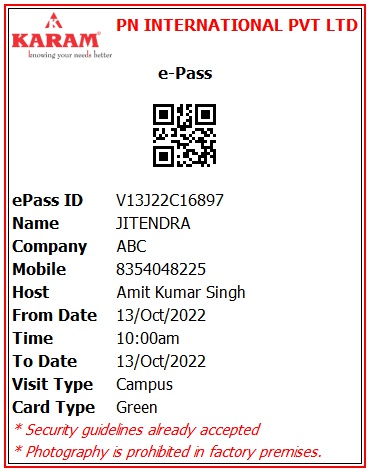 PN INTERNATIONAL PVT LTD
KARAM®
knowing your needs better
e-Pass
ePass ID V13J22C16897
Name JITENDRA
Company ABC
Mobile 8354048225
Host Amit Kumar Singh
From Date 13/Oct/2022
Time 10:00am
To Date 13/Oct/2022
Visit Type Campus
Card Type Green
* Security guidelines already accepted
* Photography is prohibited in factory premises.